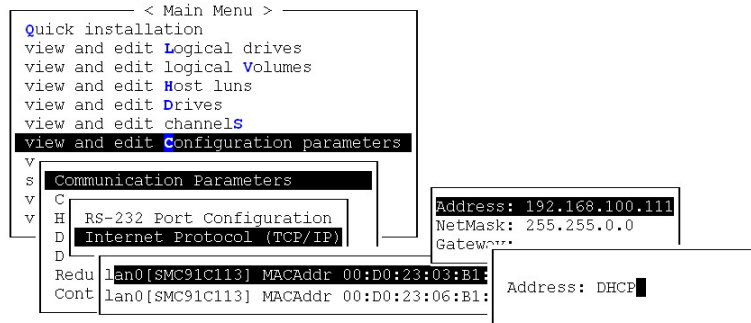 < Main Menu >
Quick installation
view and edit Logical drives
view and edit logical Volumes
view and edit Host luns
view and edit Drives
view and edit channelS
view and edit Configuration parameters
v
s Communication Parameters
v C
v H RS-232 Port Configuration
D Internet Protocol (TCP/IP)
D
Redu lan0[SMC91C113] MACAddr 00:D0:23:03:B1:
Cont lan0[SMC91C113] MACAddr 00:D0:23:06:B1:
Address: 192.168.100.111
NetMask: 255.255.0.0
Gateway:
Address: DHCP